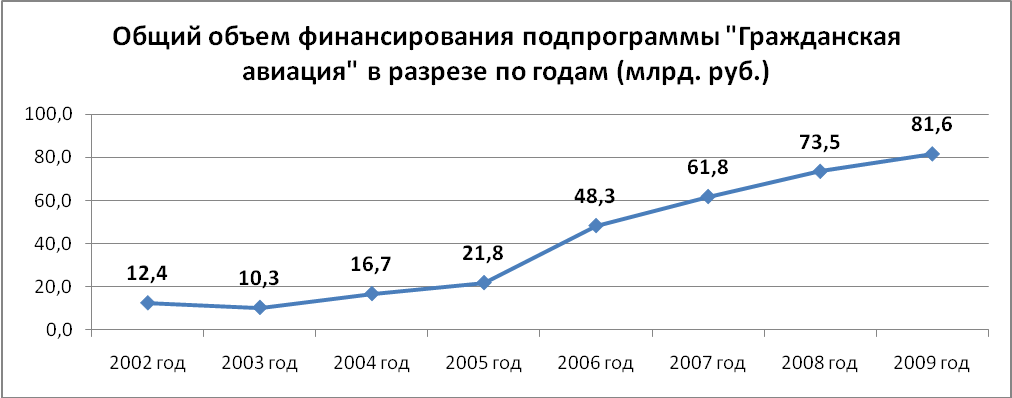 Общий объем финансирования подпрограммы "Гражданская
авиация" в разрезе по годам (млрд. руб.)
100,0
80,0
60,0
40,0
20,0
0,0
12,4
10,3
16,7
21,8
48,3
61,8
73,5
81,6
2002 год
2003 год
2004 год
2005 год
2006 год
2007 год
2008 год
2009 год